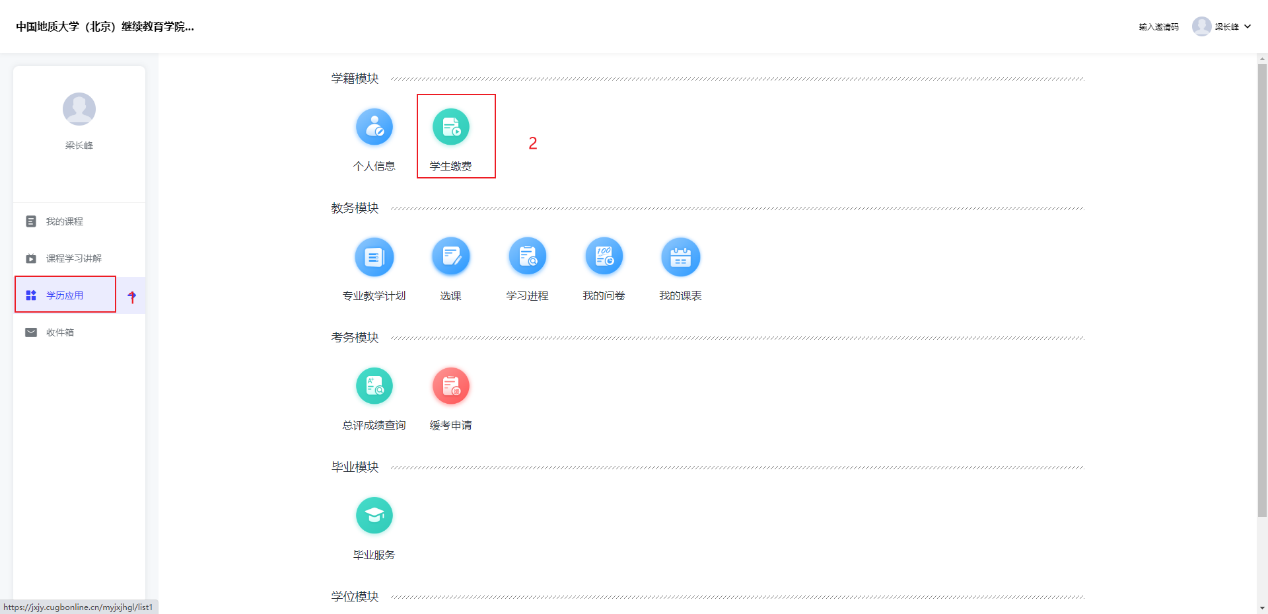 中国地质大学（北京）继续教育学院...
输入邀请码
梁长峰
梁长峰
我的课程
课程学习讲解
学历应用
1
收件箱
学籍模块
个人信息
学生缴费
2
教务模块
专业教学计划
选课
学习进程
我的问卷
我的课表
考务模块
总评成绩查询
缓考申请
毕业模块
毕业服务
学位模块
https://jxjy.cugbonline.cn/myjxjhgl/list1